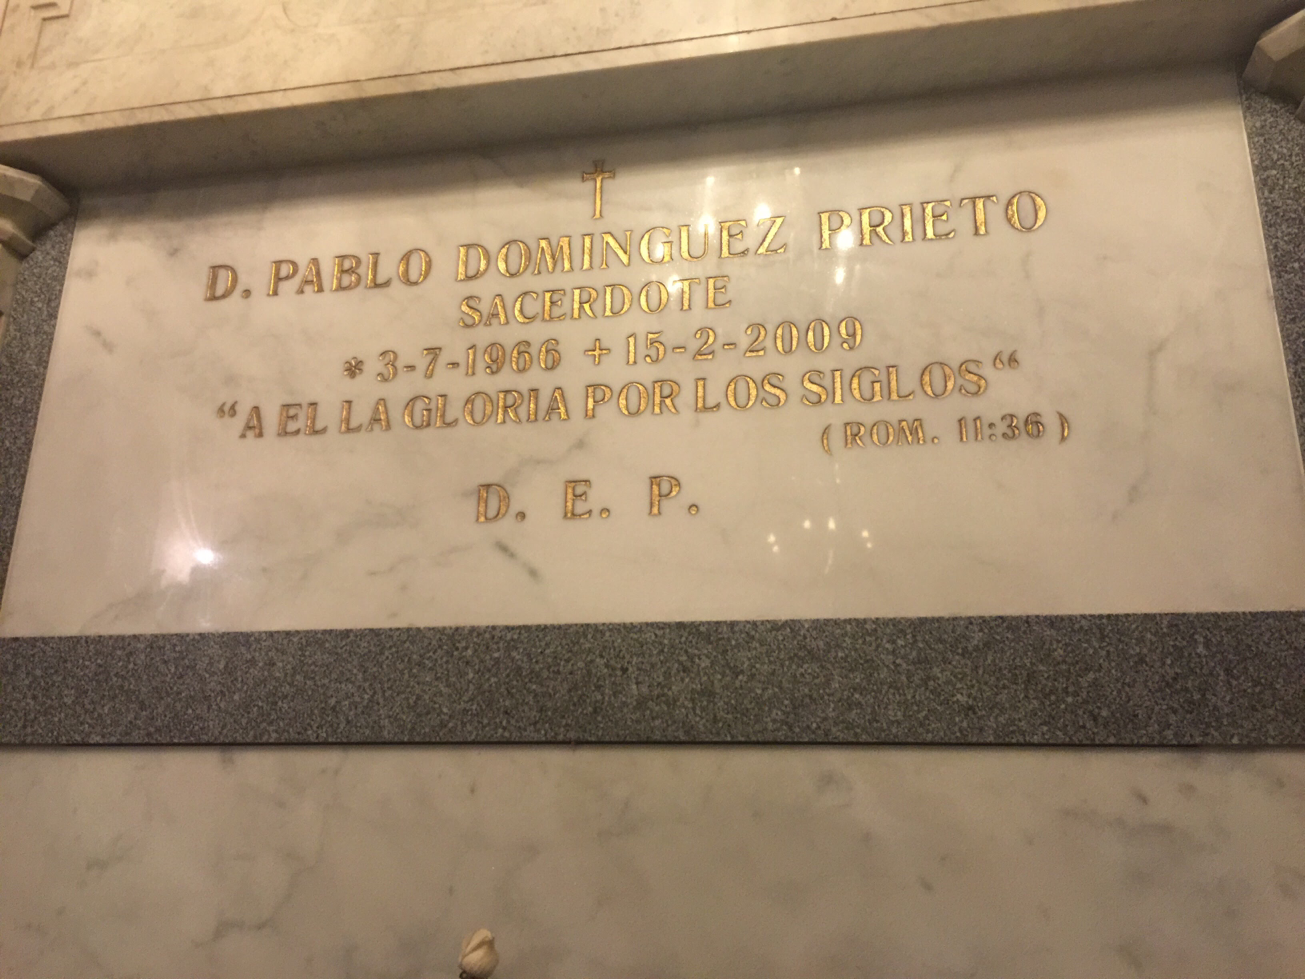 D. PABLO DOMINGUEZ PRIETO
SACERDOTE
* 3-7-1966 + 15-2-2009
“A EL LA GLORIA POR LOS SIGLOS“
(ROM. 11:36)
D. E. P.